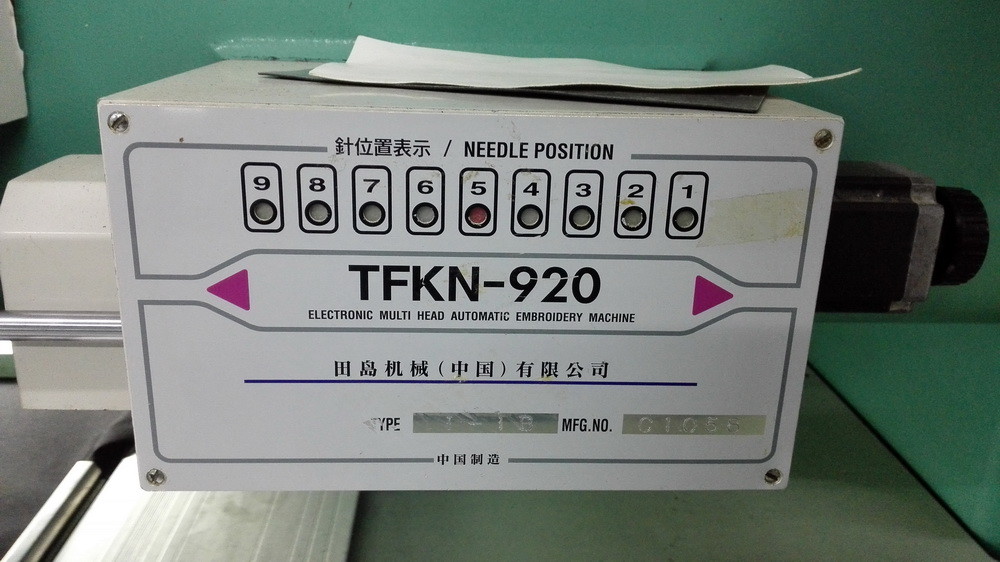 針位置表示 / NEEDLE POSITION
9 8 7 6 5 4 3 2 1
TFKN-920
ELECTRONIC MULTI HEAD AUTOMATIC EMBROIDERY MACHINE
田岛机械(中国)有限公司
TYPE MFG.NO.
中国制造